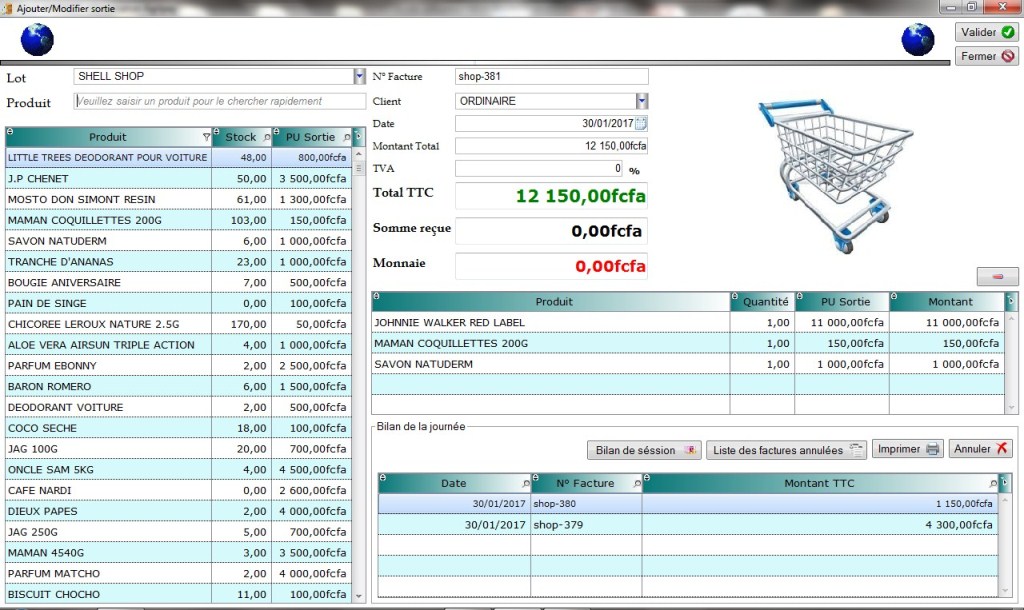 Ajouter/Modifier sortie
Valider
Fermer
Lot SHELL SHOP
Produit Veuillez saisir un produit pour le chercher rapidement
Produit Stock PU Sortie
LITTLE TREES DEODORANT POUR VOITURE 48,00 800,00fcfa
J.P CHENET 50,00 3 500,00fcfa
MOSTO DON SIMONT RESIN 61,00 1 300,00fcfa
MAMAN COQUILLETTES 200G 103,00 150,00fcfa
SAVON NATUDERM 6,00 1 000,00fcfa
TRANCHE D'ANANAS 23,00 1 000,00fcfa
BOUGIE ANIVERSAIRE 7,00 500,00fcfa
PAIN DE SINGE 0,00 100,00fcfa
CHICOREE LEROUX NATURE 2.5G 170,00 50,00fcfa
ALOE VERA AIRSUN TRIPLE ACTION 4,00 1 000,00fcfa
PARFUM EBONNY 2,00 2 500,00fcfa
BARON ROMERO 6,00 1 500,00fcfa
DEODORANT VOITURE 2,00 500,00fcfa
COCO SECHE 18,00 100,00fcfa
JAG 100G 20,00 700,00fcfa
ONCLE SAM 5KG 4,00 4 500,00fcfa
CAFE NARDI 0,00 2 600,00fcfa
DIEUX PAPES 2,00 4 000,00fcfa
JAG 250G 5,00 700,00fcfa
MAMAN 4540G 3,00 3 500,00fcfa
PARFUM MATCHO 2,00 4 000,00fcfa
BISCUIT CHOCHO 11,00 100,00fcfa
N° Facture shop-381
Client ORDINAIRE
Date 30/01/2017
Montant Total 12 150,00fcfa
TVA 0 %
Total TTC 12 150,00fcfa
Somme reçue 0,00fcfa
Monnaie 0,00fcfa
Produit Quantité PU Sortie Montant
JOHNNIE WALKER RED LABEL 1,00 11 000,00fcfa 11 000,00fcfa
MAMAN COQUILLETTES 200G 1,00 150,00fcfa 150,00fcfa
SAVON NATUDERM 1,00 1 000,00fcfa 1 000,00fcfa
Bilan de la journée
Bilan de séssion Liste des factures annulées Imprimer Annuler
Date N° Facture Montant TTC
30/01/2017 shop-380 1 150,00fcfa
30/01/2017 shop-379 4 300,00fcfa